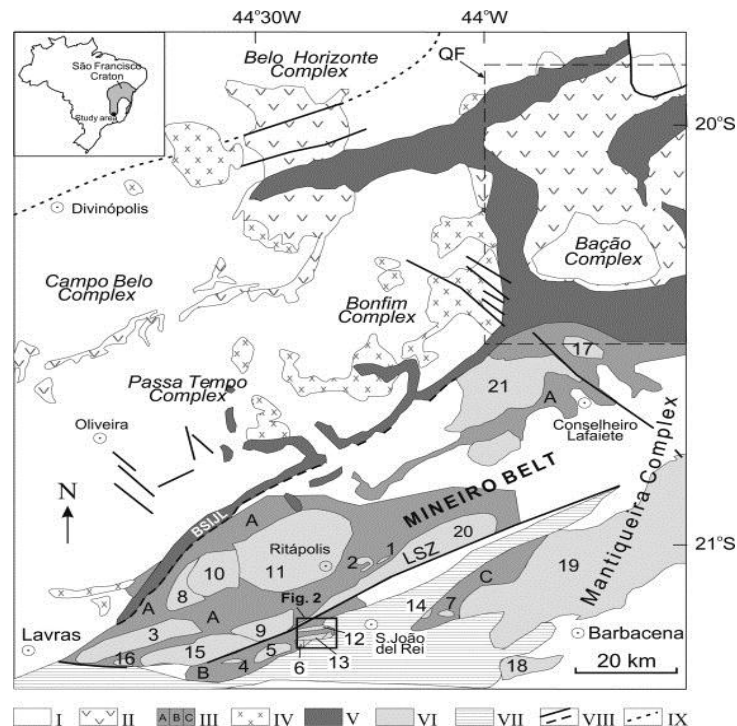 44°30W
44°W
São Francisco
Craton
Study area
Belo Horizonte
Complex
QF
20°S
Divinópolis
Bação
Complex
Campo Belo
Complex
Bonfim
Complex
17
Passa Tempo
Complex
21
A
Oliveira
Conselheiro
Lafaiete
N
BSIJL
A
MINEIRO BELT
Mantiqueira Complex
Ritápolis
1
20
LSZ
21°S
2
10
11
8
19
C
A
A
Fig. 2
14
7
Lavras
3
9
12
S.João
del Rei
Barbacena
16
15
5
6
13
B
4
18
20 km
I
II
A B C
III
IV
V
VI
VII
VIII
IX